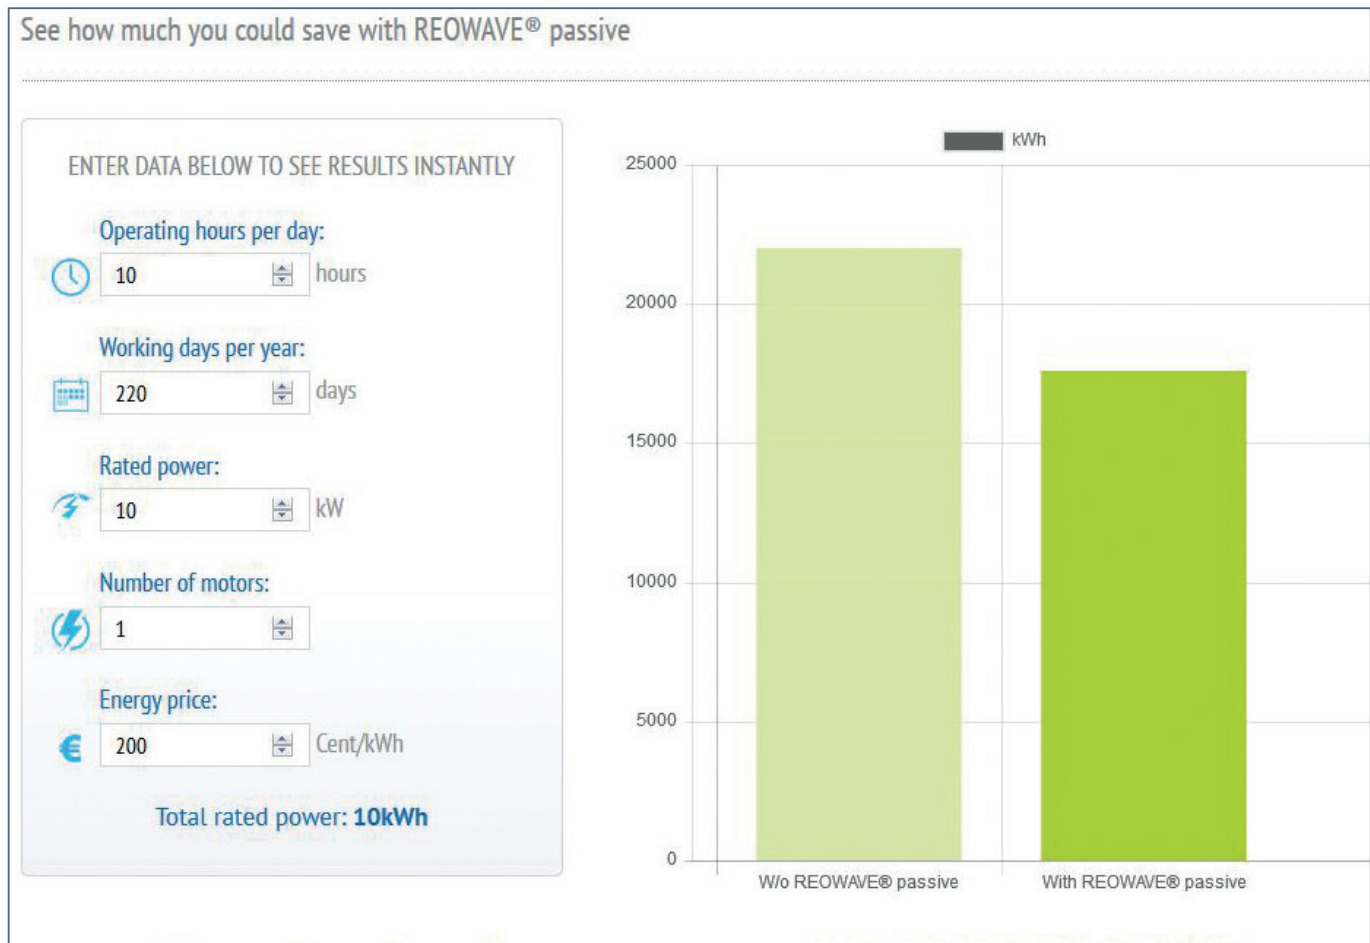 See how much you could save with REOWAVE® passive
ENTER DATA BELOW TO SEE RESULTS INSTANTLY
Operating hours per day:
10 hours
Working days per year:
220 days
Rated power:
10 kW
Number of motors:
1
Energy price:
€ 200 Cent/kWh
Total rated power: 10kWh
kWh
25000
20000
15000
10000
5000
0
W/o REOWAVE® passive
With REOWAVE® passive